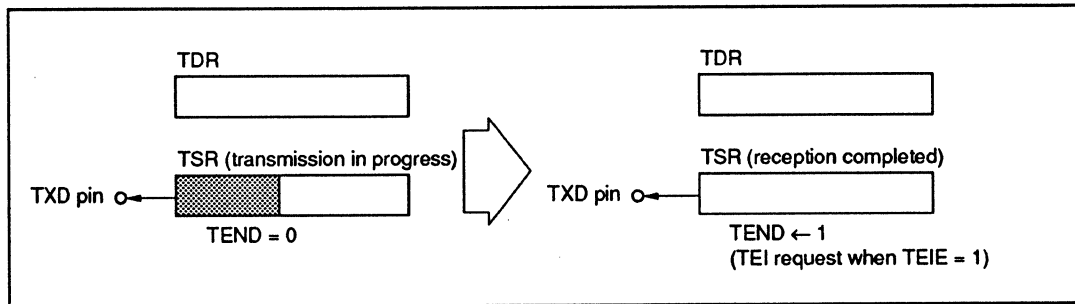 TDR
TSR (transmission in progress)
TXD pin
TEND = 0
TDR
TSR (reception completed)
TXD pin
TEND ← 1
(TEI request when TEIE = 1)